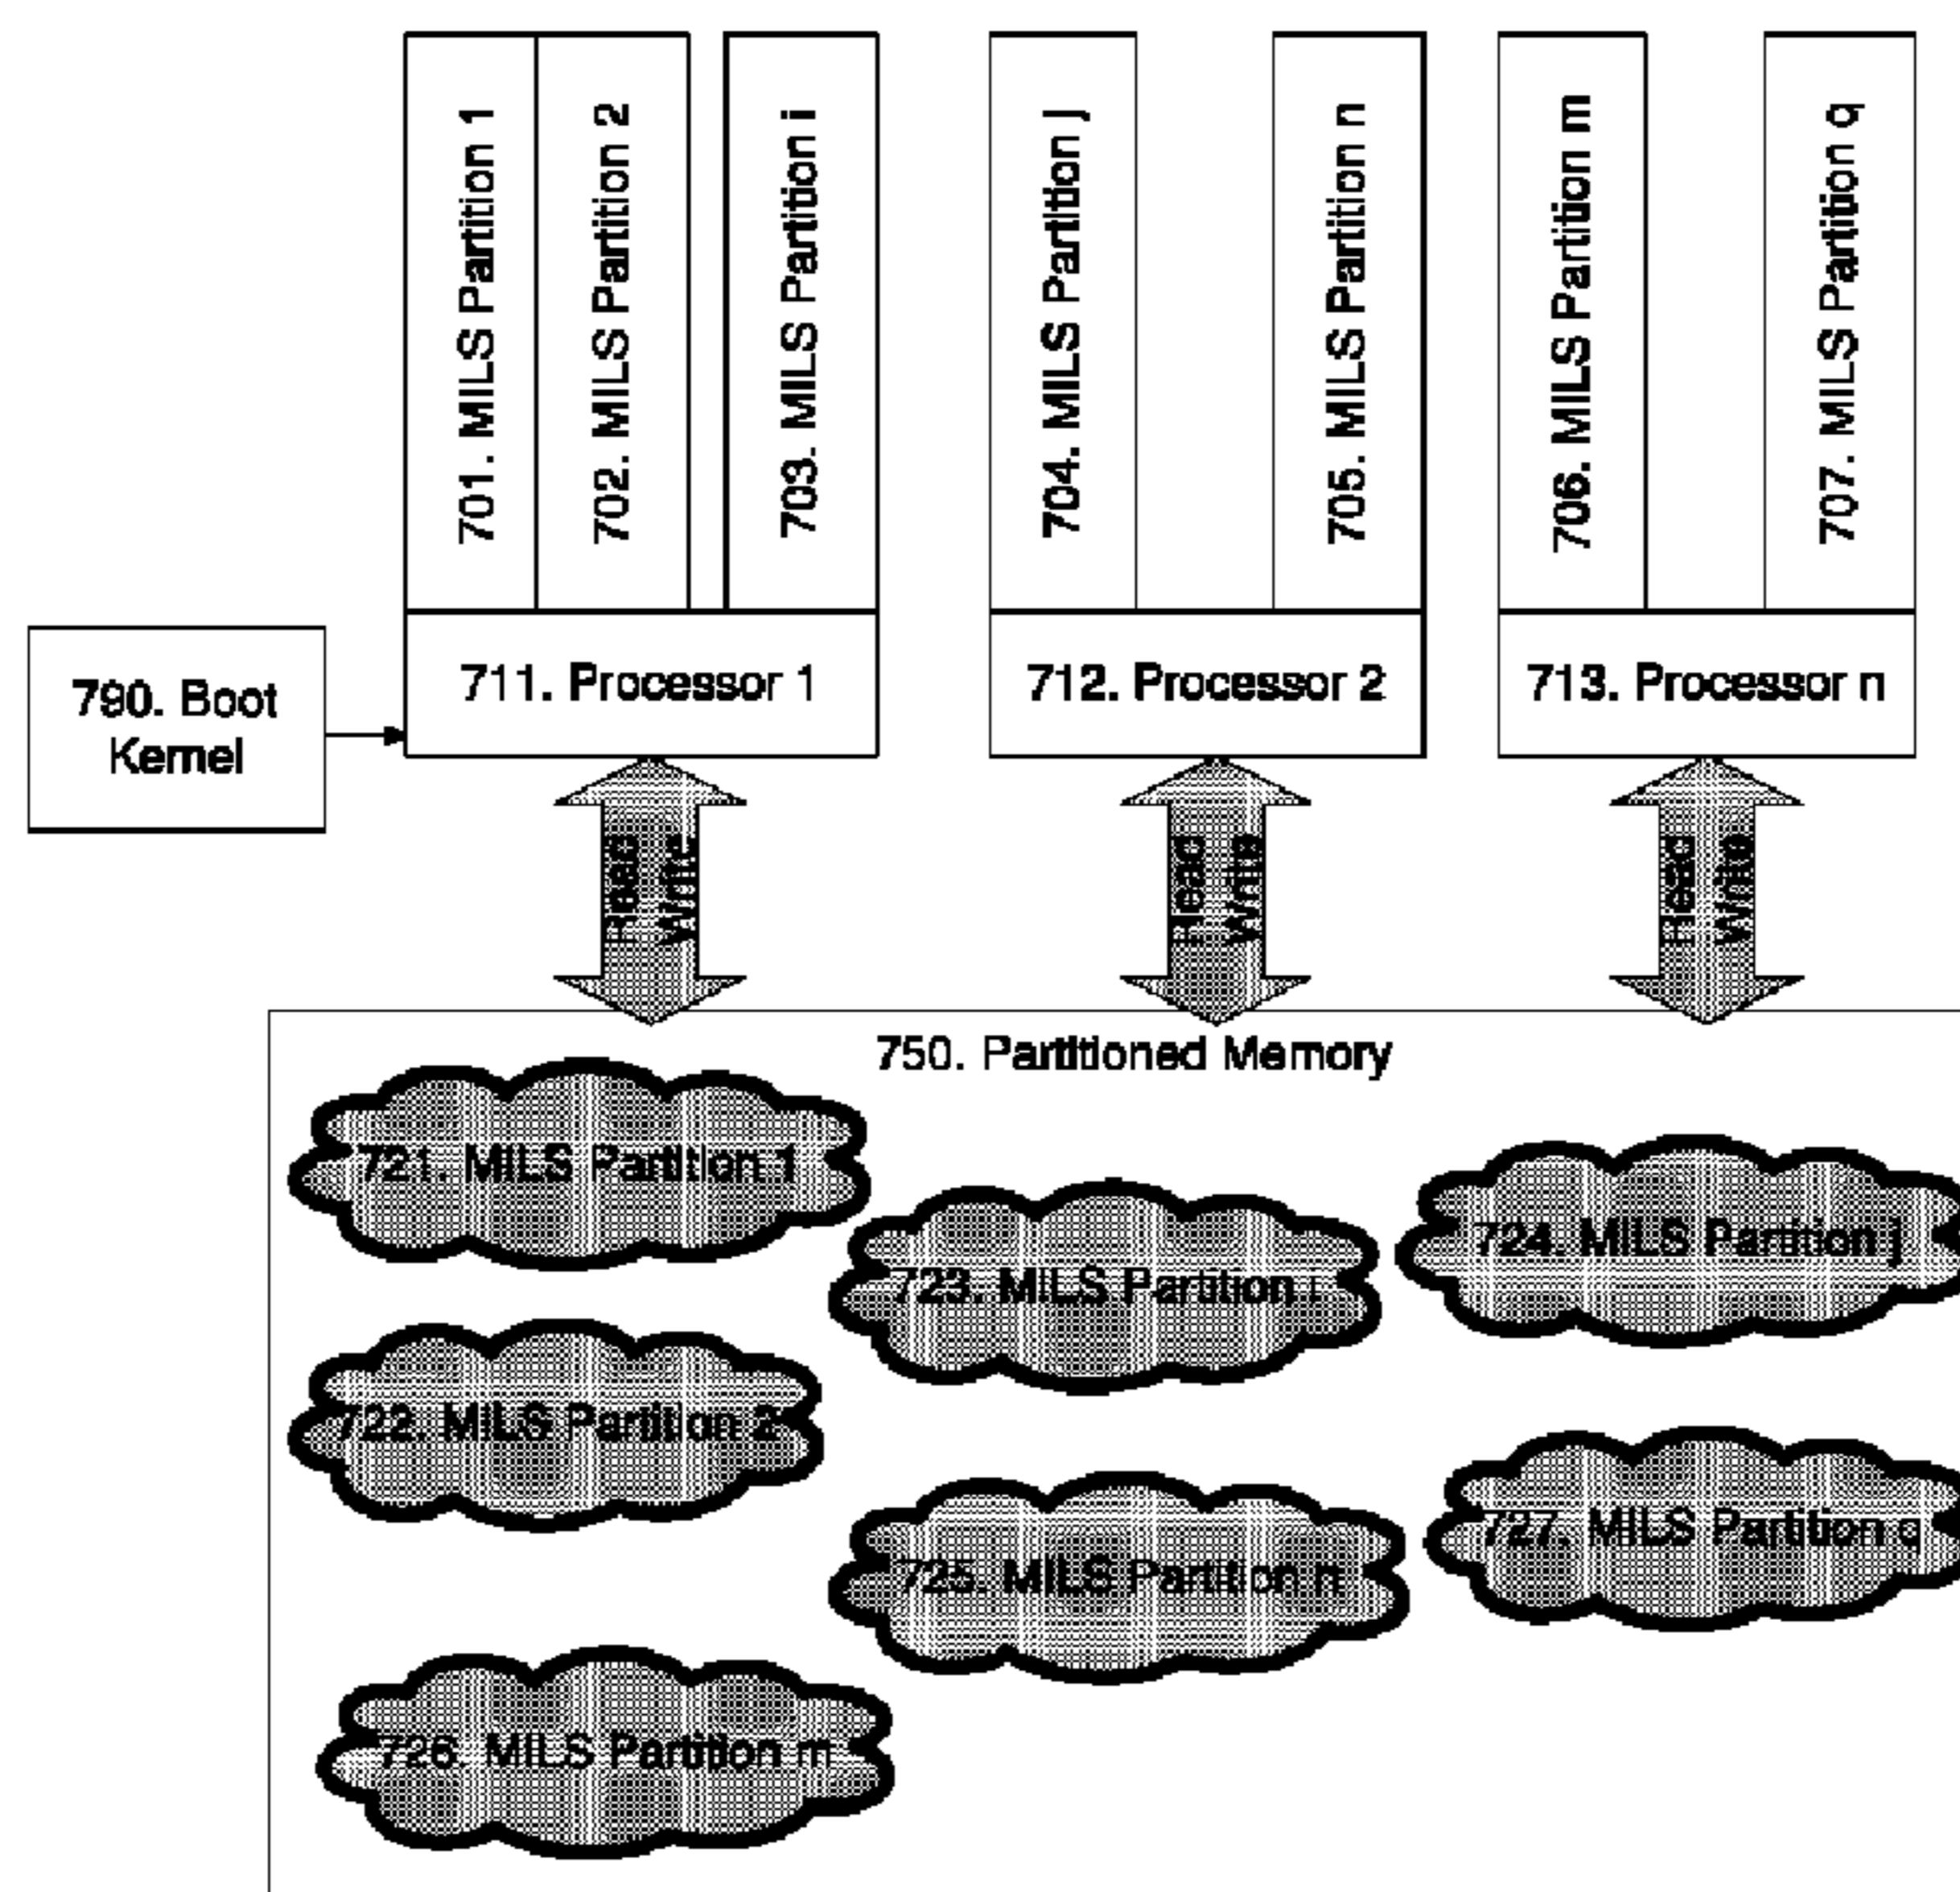 701. MILS Partition 1
702. MILS Partition 2
703. MILS Partition i
704. MILS Partition j
705. MILS Partition n
706. MILS Partition m
707. MILS Partition q
790. Boot
Kernel
711. Processor 1
712. Processor 2
713. Processor n
Read
Write
Read
Write
Read
Write
750. Partitioned Memory
721. MILS Partition 1
724. MILS Partition j
723. MILS Partition i
722. MILS Partition 2
727. MILS Partition q
725. MILS Partition n
726. MILS Partition m